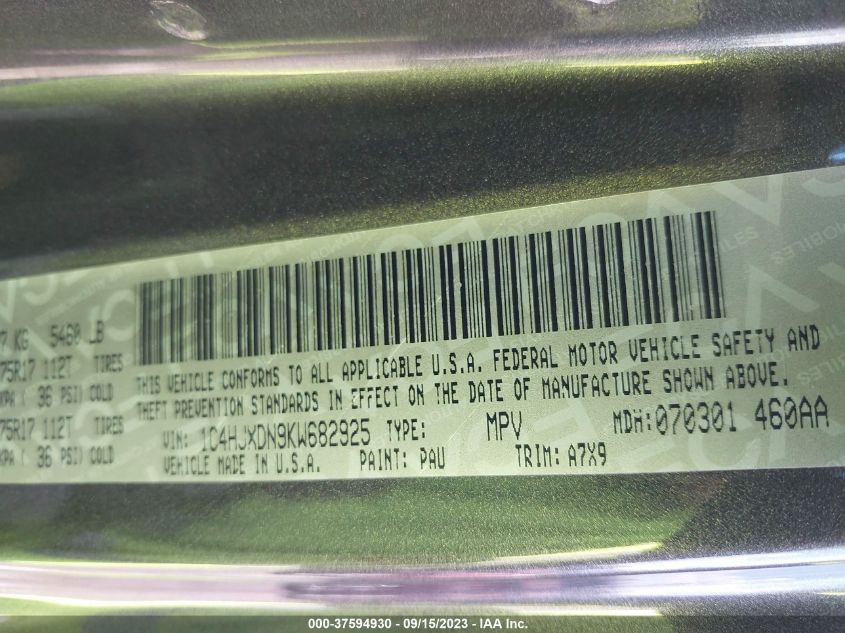 7 KG 5460 LB
75R17 112T TIRES
KPA ( 36 PSI) COLD
75R17 112T TIRES
KPA ( 36 PSI) COLD
THIS VEHICLE CONFORMS TO ALL APPLICABLE U.S.A. FEDERAL MOTOR VEHICLE SAFETY AND
THEFT PREVENTION STANDARDS IN EFFECT ON THE DATE OF MANUFACTURE SHOWN ABOVE.
VIN: 1C4HJXDN9KW682925 TYPE: MPV MDH: 070301 460AA
VEHICLE MADE IN U.S.A. PAINT: PAU TRIM: A7X9
000-37594930 - 09/15/2023 - IAA Inc.